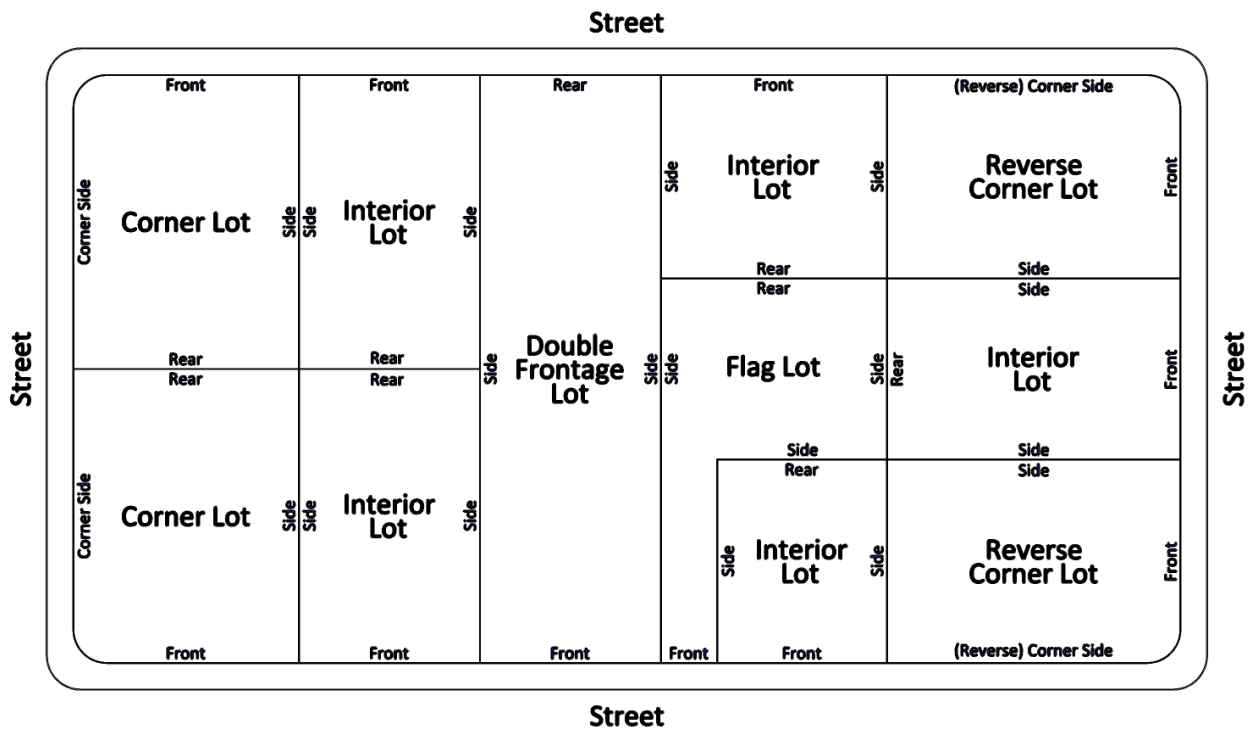 Street
Front
Front
Rear
Front
(Reverse) Corner Side
Corner Side
Corner Lot
Side
Side
Interior
Lot
Side
Side
Interior
Lot
Side
Reverse
Corner Lot
Front
Rear
Side
Rear
Side
Street
Rear
Rear
Rear
Rear
Side
Double
Frontage
Lot
Side
Side
Flag Lot
Side
Rear
Interior
Lot
Front
Street
Side
Side
Rear
Side
Corner Side
Corner Lot
Side
Side
Interior
Lot
Side
Side
Interior
Lot
Side
Reverse
Corner Lot
Front
Front
Front
Front
Front
Front
(Reverse) Corner Side
Street